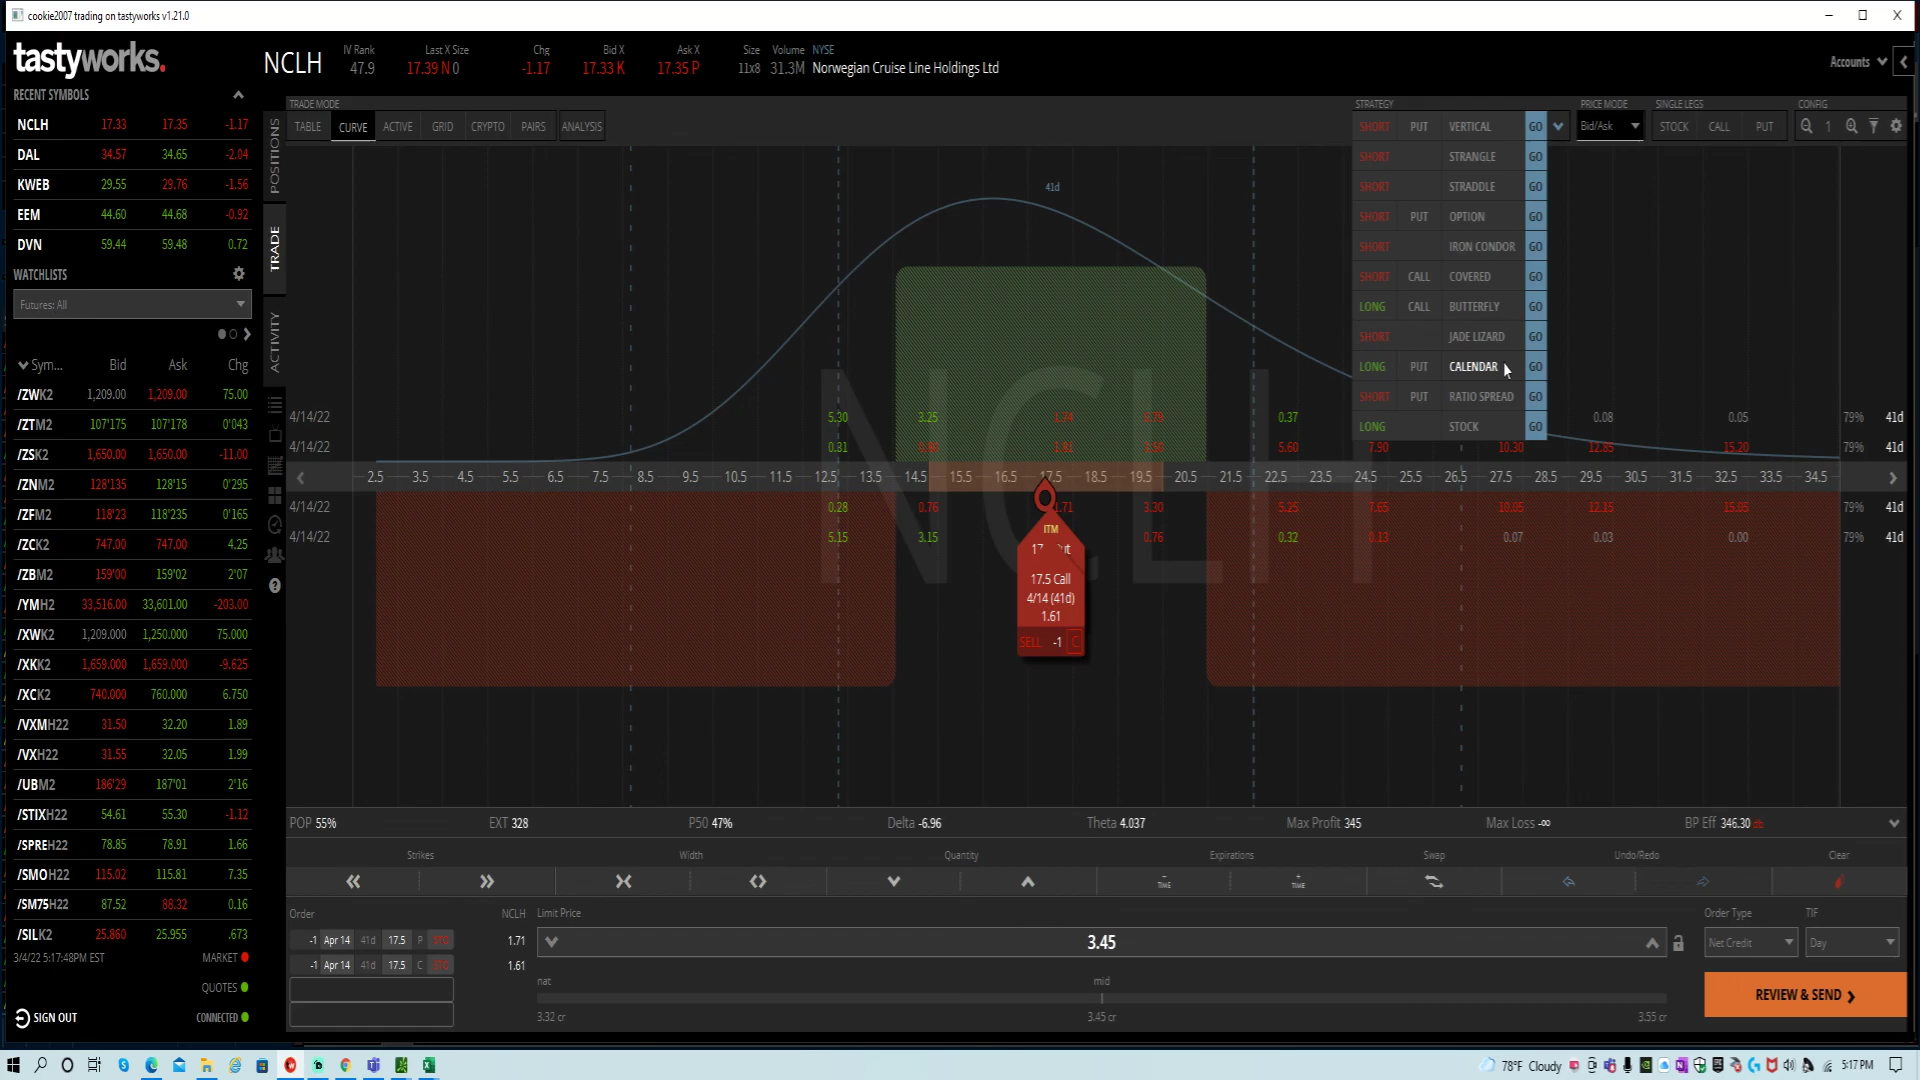 cookie2007 trading on tastyworks v1.21.0
tastyworks.
NCLH
IV Rank 47.9
Last X Size 17.39 N 0
Chg -1.17
Bid X 17.33 K
Ask X 17.35 P
Size 11x8
Volume 31.3M
NYSE
Norwegian Cruise Line Holdings Ltd
Accounts
RECENT SYMBOLS
NCLH 17.33 17.35 -1.17
DAL 34.57 34.65 -2.04
KWEB 29.55 29.76 -1.56
EEM 44.60 44.68 -0.92
DVN 59.44 59.48 0.72
WATCHLISTS
Futures: All
Sym... Bid Ask Chg
/ZWK2 1,209.00 1,209.00 75.00
/ZTM2 107'175 107'178 0'043
/ZSK2 1,650.00 1,650.00 -11.00
/ZNM2 128'135 128'15 0'295
/ZFM2 118'23 118'235 0'165
/ZCK2 747.00 747.00 4.25
/ZBM2 159'00 159'02 2'07
/YMH2 33,516.00 33,601.00 -203.00
/XWK2 1,209.000 1,250.000 75.000
/XKK2 1,659.000 1,659.000 -9.625
/XCK2 740.000 760.000 6.750
/VXMH22 31.50 32.20 1.89
/VXH22 31.55 32.05 1.99
/UBM2 186'29 187'01 2'16
/STIXH22 54.61 55.30 -1.12
/SPREH22 78.85 78.91 1.66
/SMOH22 115.02 115.81 7.35
/SM75H22 87.52 88.32 0.16
/SILK2 25.860 25.955 .673
3/4/22 5:17:48PM EST MARKET
QUOTES
SIGN OUT CONNECTED
POSITIONS
TRADE
ACTIVITY
TRADE MODE
TABLE CURVE ACTIVE GRID CRYPTO PAIRS ANALYSIS
STRATEGY
SHORT PUT VERTICAL GO
SHORT STRANGLE GO
SHORT STRADDLE GO
SHORT PUT OPTION GO
SHORT IRON CONDOR GO
SHORT CALL COVERED GO
LONG CALL BUTTERFLY GO
SHORT JADE LIZARD GO
LONG PUT CALENDAR GO
SHORT PUT RATIO SPREAD GO
LONG STOCK GO
PRICE MODE
Bid/Ask
SINGLE LEGS
STOCK CALL PUT
CONFIG
1
41d
NCLH
4/14/22 5.30 3.25 1.74 0.37 0.08 0.05 79% 41d
4/14/22 0.31 1.81 5.60 7.90 10.30 12.85 15.20 79% 41d
2.5 3.5 4.5 5.5 6.5 7.5 8.5 9.5 10.5 11.5 12.5 13.5 14.5 15.5 16.5 17.5 18.5 19.5 20.5 21.5 22.5 23.5 24.5 25.5 26.5 27.5 28.5 29.5 30.5 31.5 32.5 33.5 34.5
4/14/22 0.28 0.76 1.71 3.30 5.25 7.65 10.05 12.15 15.05 79% 41d
4/14/22 5.15 3.15 0.76 0.32 0.13 0.07 0.03 0.00 79% 41d
ITM
17.5 Call
4/14 (41d)
1.61
SELL -1 C
POP 55% EXT 328 P50 47% Delta -6.96 Theta 4.037 Max Profit 345 Max Loss -∞ BP Eff 346.30 db
Strikes Width Quantity Expirations Swap Undo/Redo Clear
TIME TIME
Order NCLH Limit Price Order Type TIF
-1 Apr 14 41d 17.5 P STO 1.71
-1 Apr 14 41d 17.5 C STO 1.61
3.45
Net Credit Day
nat mid
3.32 cr 3.45 cr 3.55 cr
REVIEW & SEND
78°F Cloudy
5:17 PM